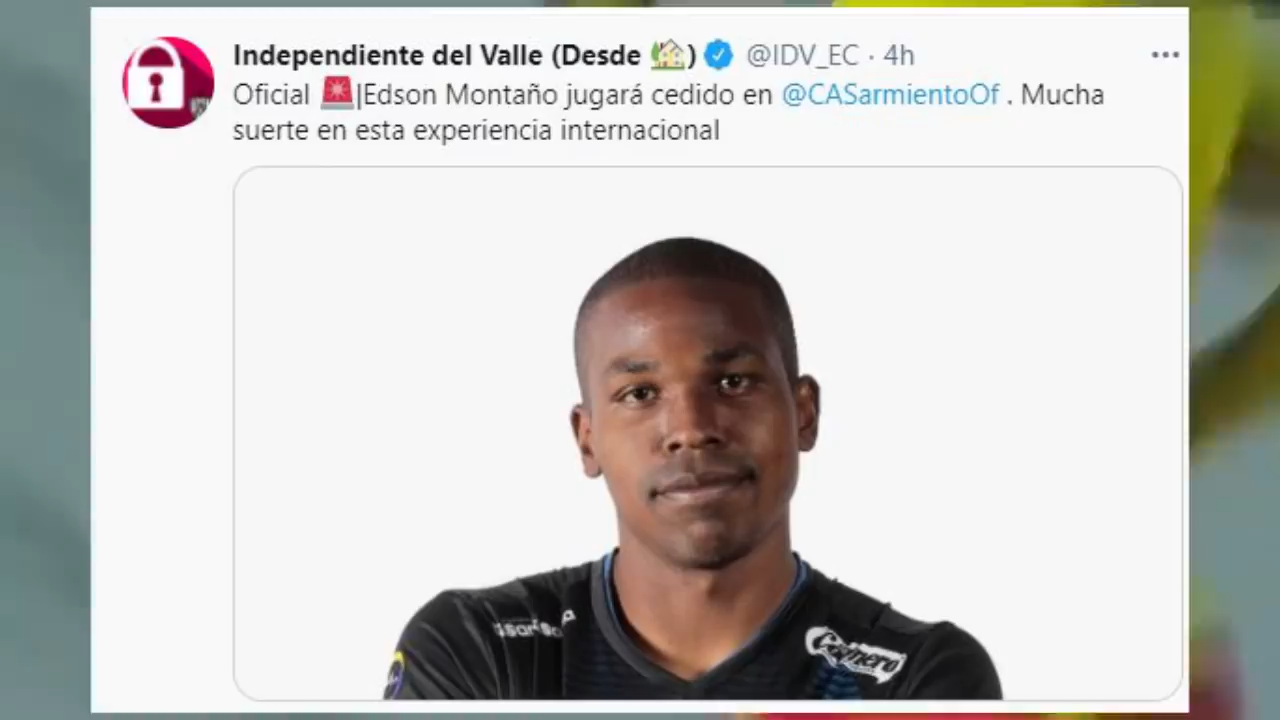 Independiente del Valle (Desde 🏡) @IDV_EC · 4h
Oficial 🚨|Edson Montaño jugará cedido en @CASarmientoOf . Mucha
suerte en esta experiencia internacional